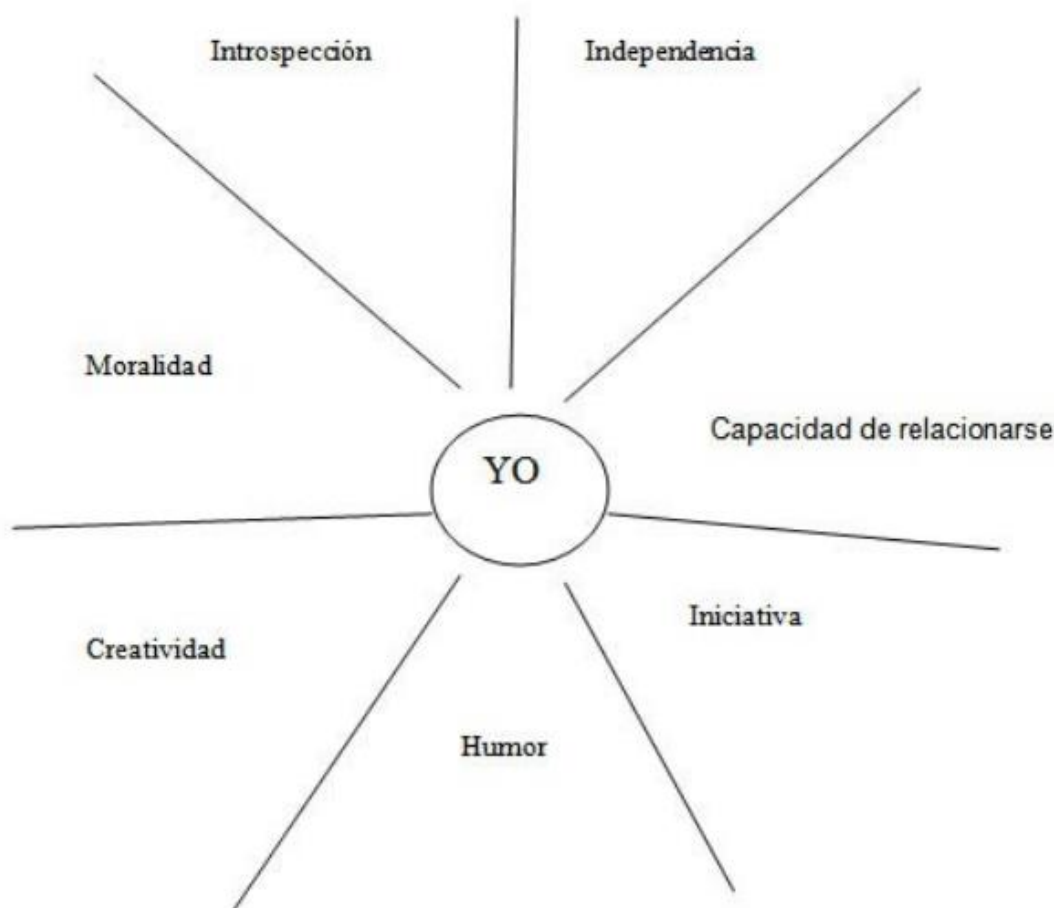 Introspección
Independencia
Moralidad
Capacidad de relacionarse
YO
Iniciativa
Creatividad
Humor